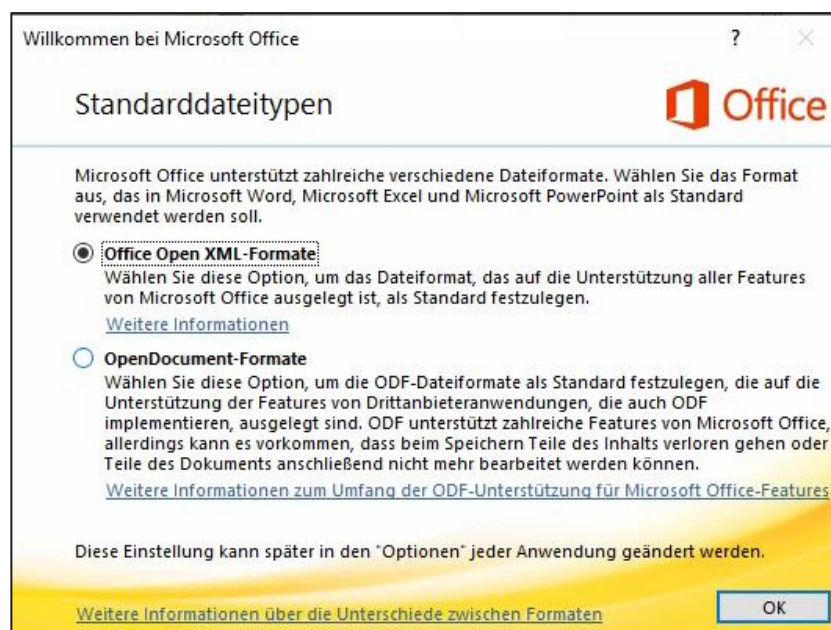 Willkommen bei Microsoft Office
?
Standarddateitypen
Office
Microsoft Office unterstützt zahlreiche verschiedene Dateiformate. Wählen Sie das Format
aus, das in Microsoft Word, Microsoft Excel und Microsoft PowerPoint als Standard
verwendet werden soll.
Office Open XML-Formate
Wählen Sie diese Option, um das Dateiformat, das auf die Unterstützung aller Features
von Microsoft Office ausgelegt ist, als Standard festzulegen.
Weitere Informationen
OpenDocument-Formate
Wählen Sie diese Option, um die ODF-Dateiformate als Standard festzulegen, die auf die
Unterstützung der Features von Drittanbieteranwendungen, die auch ODF
implementieren, ausgelegt sind. ODF unterstützt zahlreiche Features von Microsoft Office,
allerdings kann es vorkommen, dass beim Speichern Teile des Inhalts verloren gehen oder
Teile des Dokuments anschließend nicht mehr bearbeitet werden können.
Weitere Informationen zum Umfang der ODF-Unterstützung für Microsoft Office-Features
Diese Einstellung kann später in den "Optionen" jeder Anwendung geändert werden.
Weitere Informationen über die Unterschiede zwischen Formaten
OK